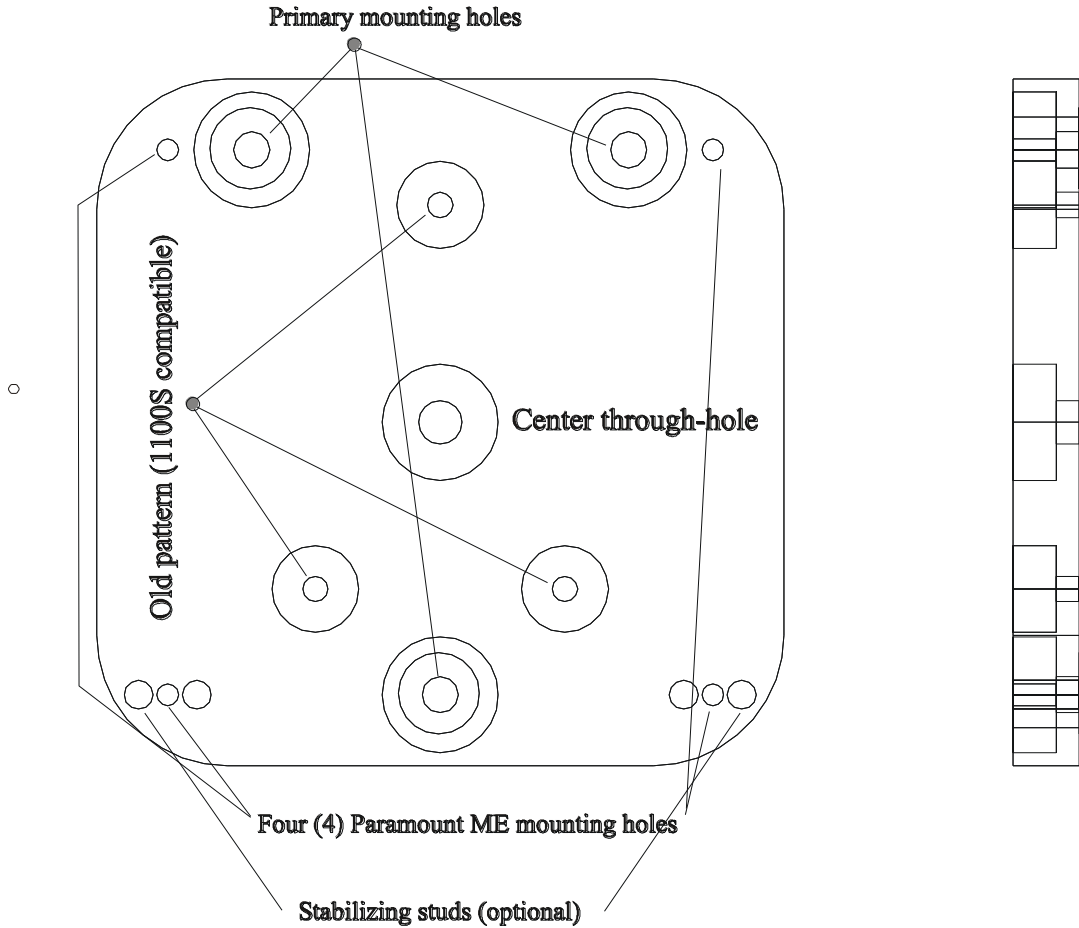 Primary mounting holes
Old pattern (1100S compatible)
Center through-hole
Four (4) Paramount ME mounting holes
Stabilizing studs (optional)